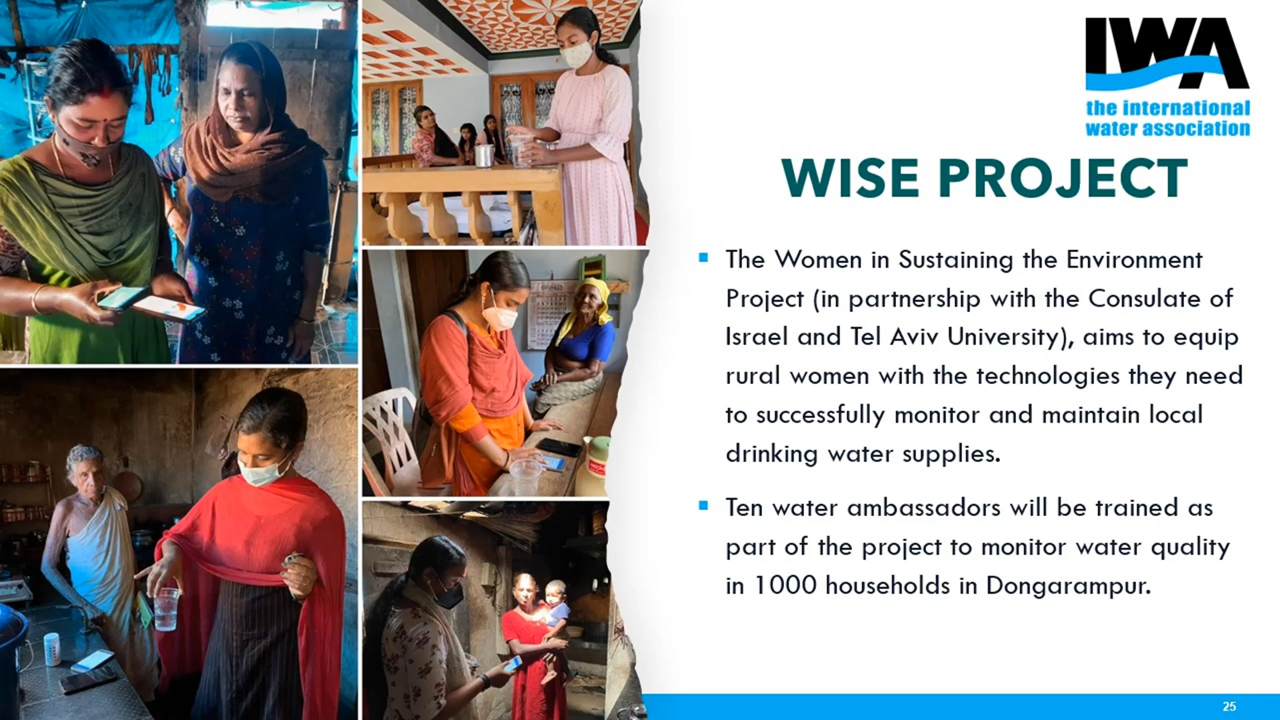 IWA
the international
water association
WISE PROJECT
▪ The Women in Sustaining the Environment
Project (in partnership with the Consulate of
Israel and Tel Aviv University), aims to equip
rural women with the technologies they need
to successfully monitor and maintain local
drinking water supplies.
▪ Ten water ambassadors will be trained as
part of the project to monitor water quality
in 1000 households in Dongarampur.
25